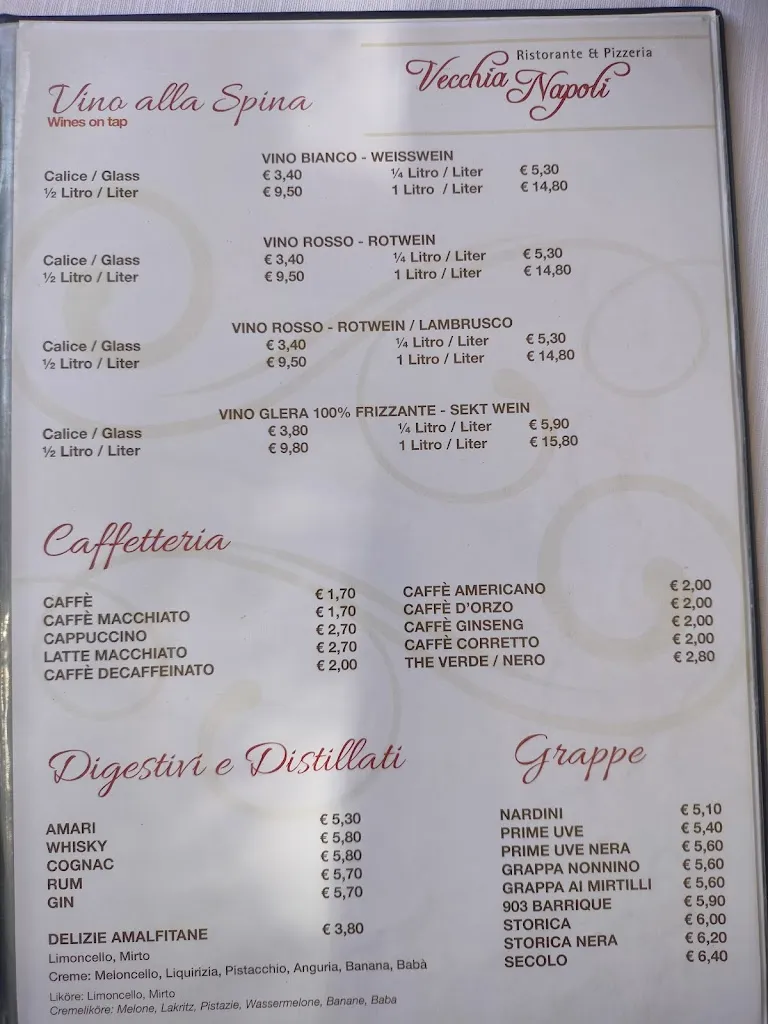 Ristorante & Pizzeria
Vecchia Napoli
Vino alla Spina
Wines on tap
VINO BIANCO - WEISSWEIN
Calice / Glass € 3,40 ¼ Litro / Liter € 5,30
½ Litro / Liter € 9,50 1 Litro / Liter € 14,80
VINO ROSSO - ROTWEIN
Calice / Glass € 3,40 ¼ Litro / Liter € 5,30
½ Litro / Liter € 9,50 1 Litro / Liter € 14,80
VINO ROSSO - ROTWEIN / LAMBRUSCO
Calice / Glass € 3,40 ¼ Litro / Liter € 5,30
½ Litro / Liter € 9,50 1 Litro / Liter € 14,80
VINO GLERA 100% FRIZZANTE - SEKT WEIN
Calice / Glass € 3,80 ¼ Litro / Liter € 5,90
½ Litro / Liter € 9,80 1 Litro / Liter € 15,80
Caffetteria
CAFFÈ € 1,70
CAFFÈ MACCHIATO € 1,70
CAPPUCCINO € 2,70
LATTE MACCHIATO € 2,70
CAFFÈ DECAFFEINATO € 2,00
CAFFÈ AMERICANO € 2,00
CAFFÈ D'ORZO € 2,00
CAFFÈ GINSENG € 2,00
CAFFÈ CORRETTO € 2,00
THE VERDE / NERO € 2,80
Digestivi e Distillati
AMARI € 5,30
WHISKY € 5,80
COGNAC € 5,80
RUM € 5,70
GIN € 5,70
DELIZIE AMALFITANE € 3,80
Limoncello, Mirto
Creme: Meloncello, Liquirizia, Pistacchio, Anguria, Banana, Babà
Liköre: Limoncello, Mirto
Cremeliköre: Melone, Lakritz, Pistazie, Wassermelone, Banane, Baba
Grappe
NARDINI € 5,10
PRIME UVE € 5,40
PRIME UVE NERA € 5,60
GRAPPA NONNINO € 5,60
GRAPPA AI MIRTILLI € 5,60
903 BARRIQUE € 5,90
STORICA € 6,00
STORICA NERA € 6,20
SECOLO € 6,40